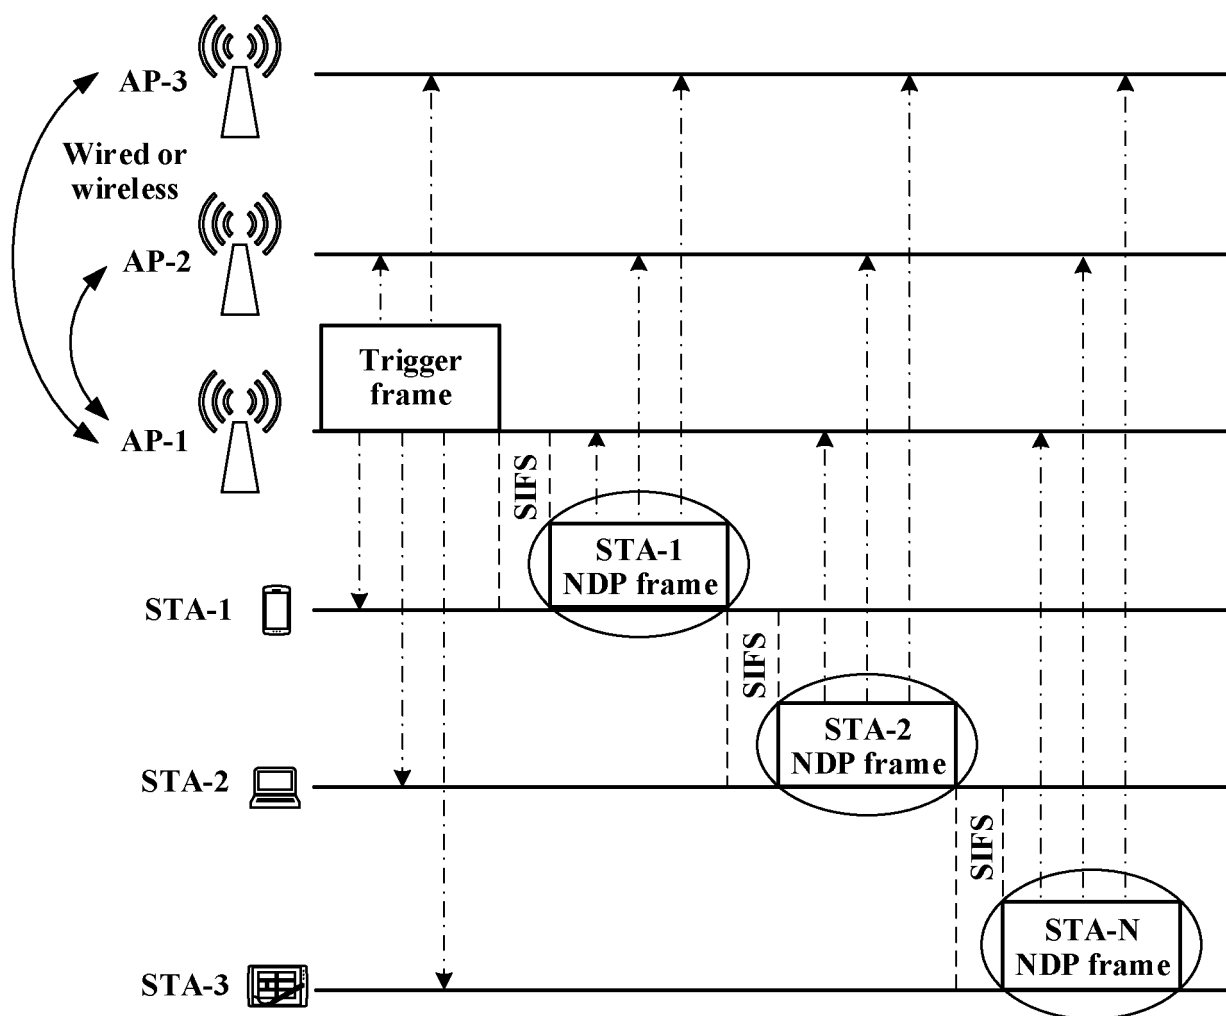 AP-3
Wired or
wireless
AP-2
Trigger
frame
AP-1
SIFS
STA-1
NDP frame
STA-1
SIFS
STA-2
NDP frame
STA-2
SIFS
STA-N
NDP frame
STA-3